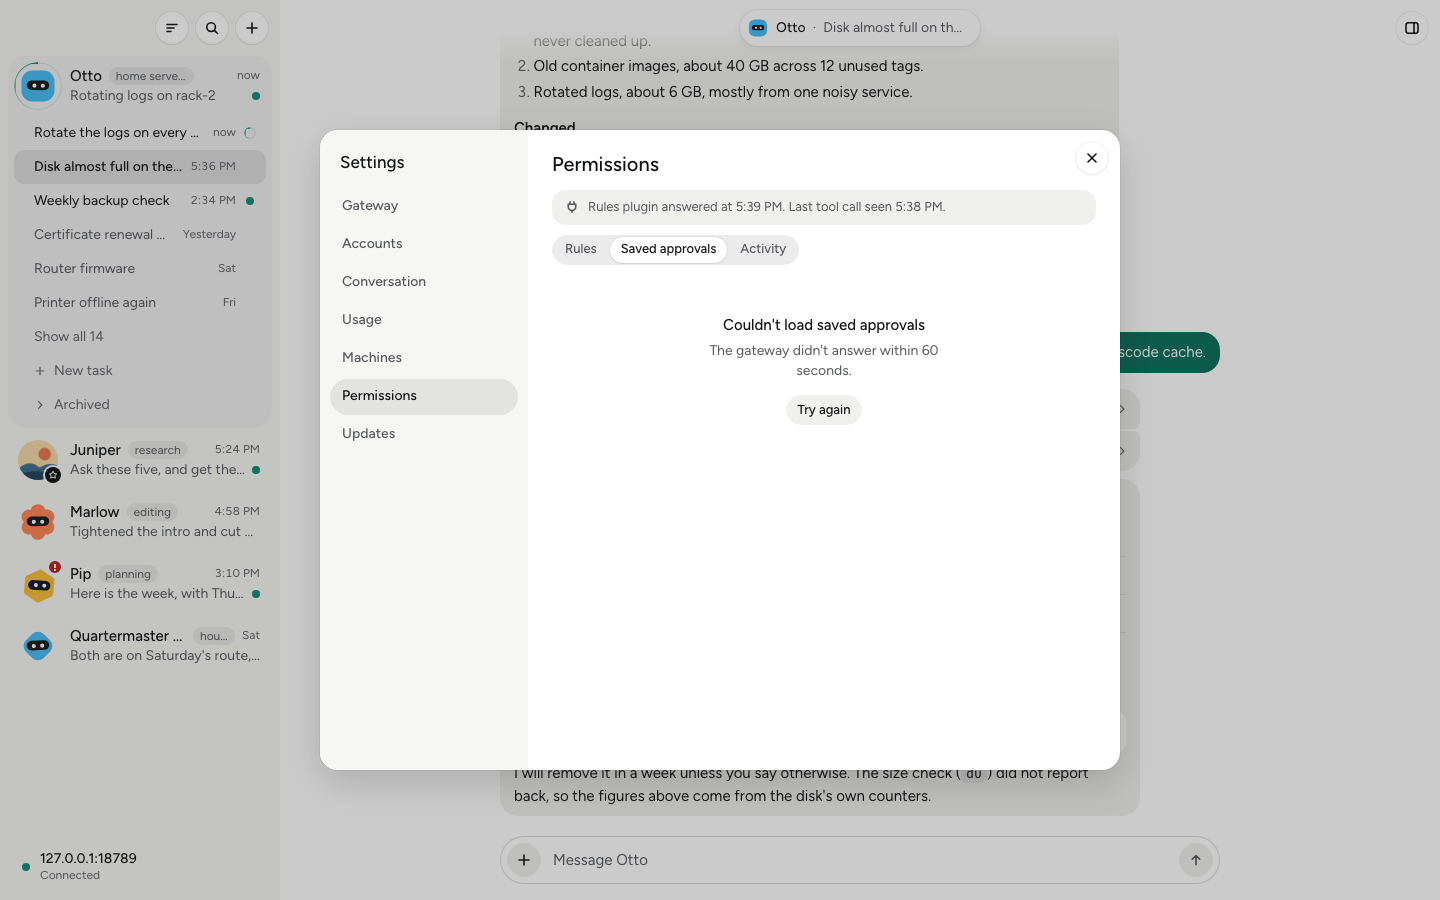 Otto home serve... now
Rotating logs on rack-2
Rotate the logs on every ... now
Disk almost full on the... 5:36 PM
Weekly backup check 2:34 PM
Certificate renewal ... Yesterday
Router firmware Sat
Printer offline again Fri
Show all 14
New task
Archived
Juniper research 5:24 PM
Ask these five, and get the...
Marlow editing 4:58 PM
Tightened the intro and cut ...
Pip planning 3:10 PM
Here is the week, with Thu...
Quartermaster ... hou... Sat
Both are on Saturday's route,...
127.0.0.1:18789
Connected
Otto · Disk almost full on th...
never cleaned up.
2. Old container images, about 40 GB across 12 unused tags.
3. Rotated logs, about 6 GB, mostly from one noisy service.
Changed
scode cache.
Settings
Gateway
Accounts
Conversation
Usage
Machines
Permissions
Updates
Permissions
Rules plugin answered at 5:39 PM. Last tool call seen 5:38 PM.
Rules Saved approvals Activity
Couldn't load saved approvals
The gateway didn't answer within 60
seconds.
Try again
I will remove it in a week unless you say otherwise. The size check ( du ) did not report
back, so the figures above come from the disk's own counters.
Message Otto